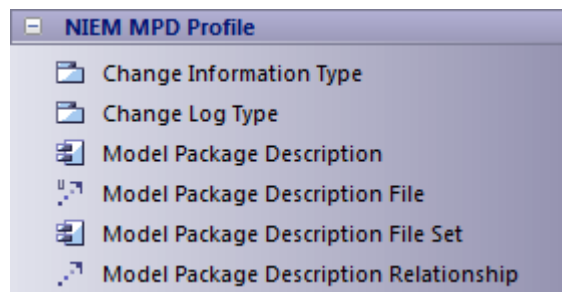 NIEM MPD Profile
Change Information Type
Change Log Type
Model Package Description
Model Package Description File
Model Package Description File Set
Model Package Description Relationship